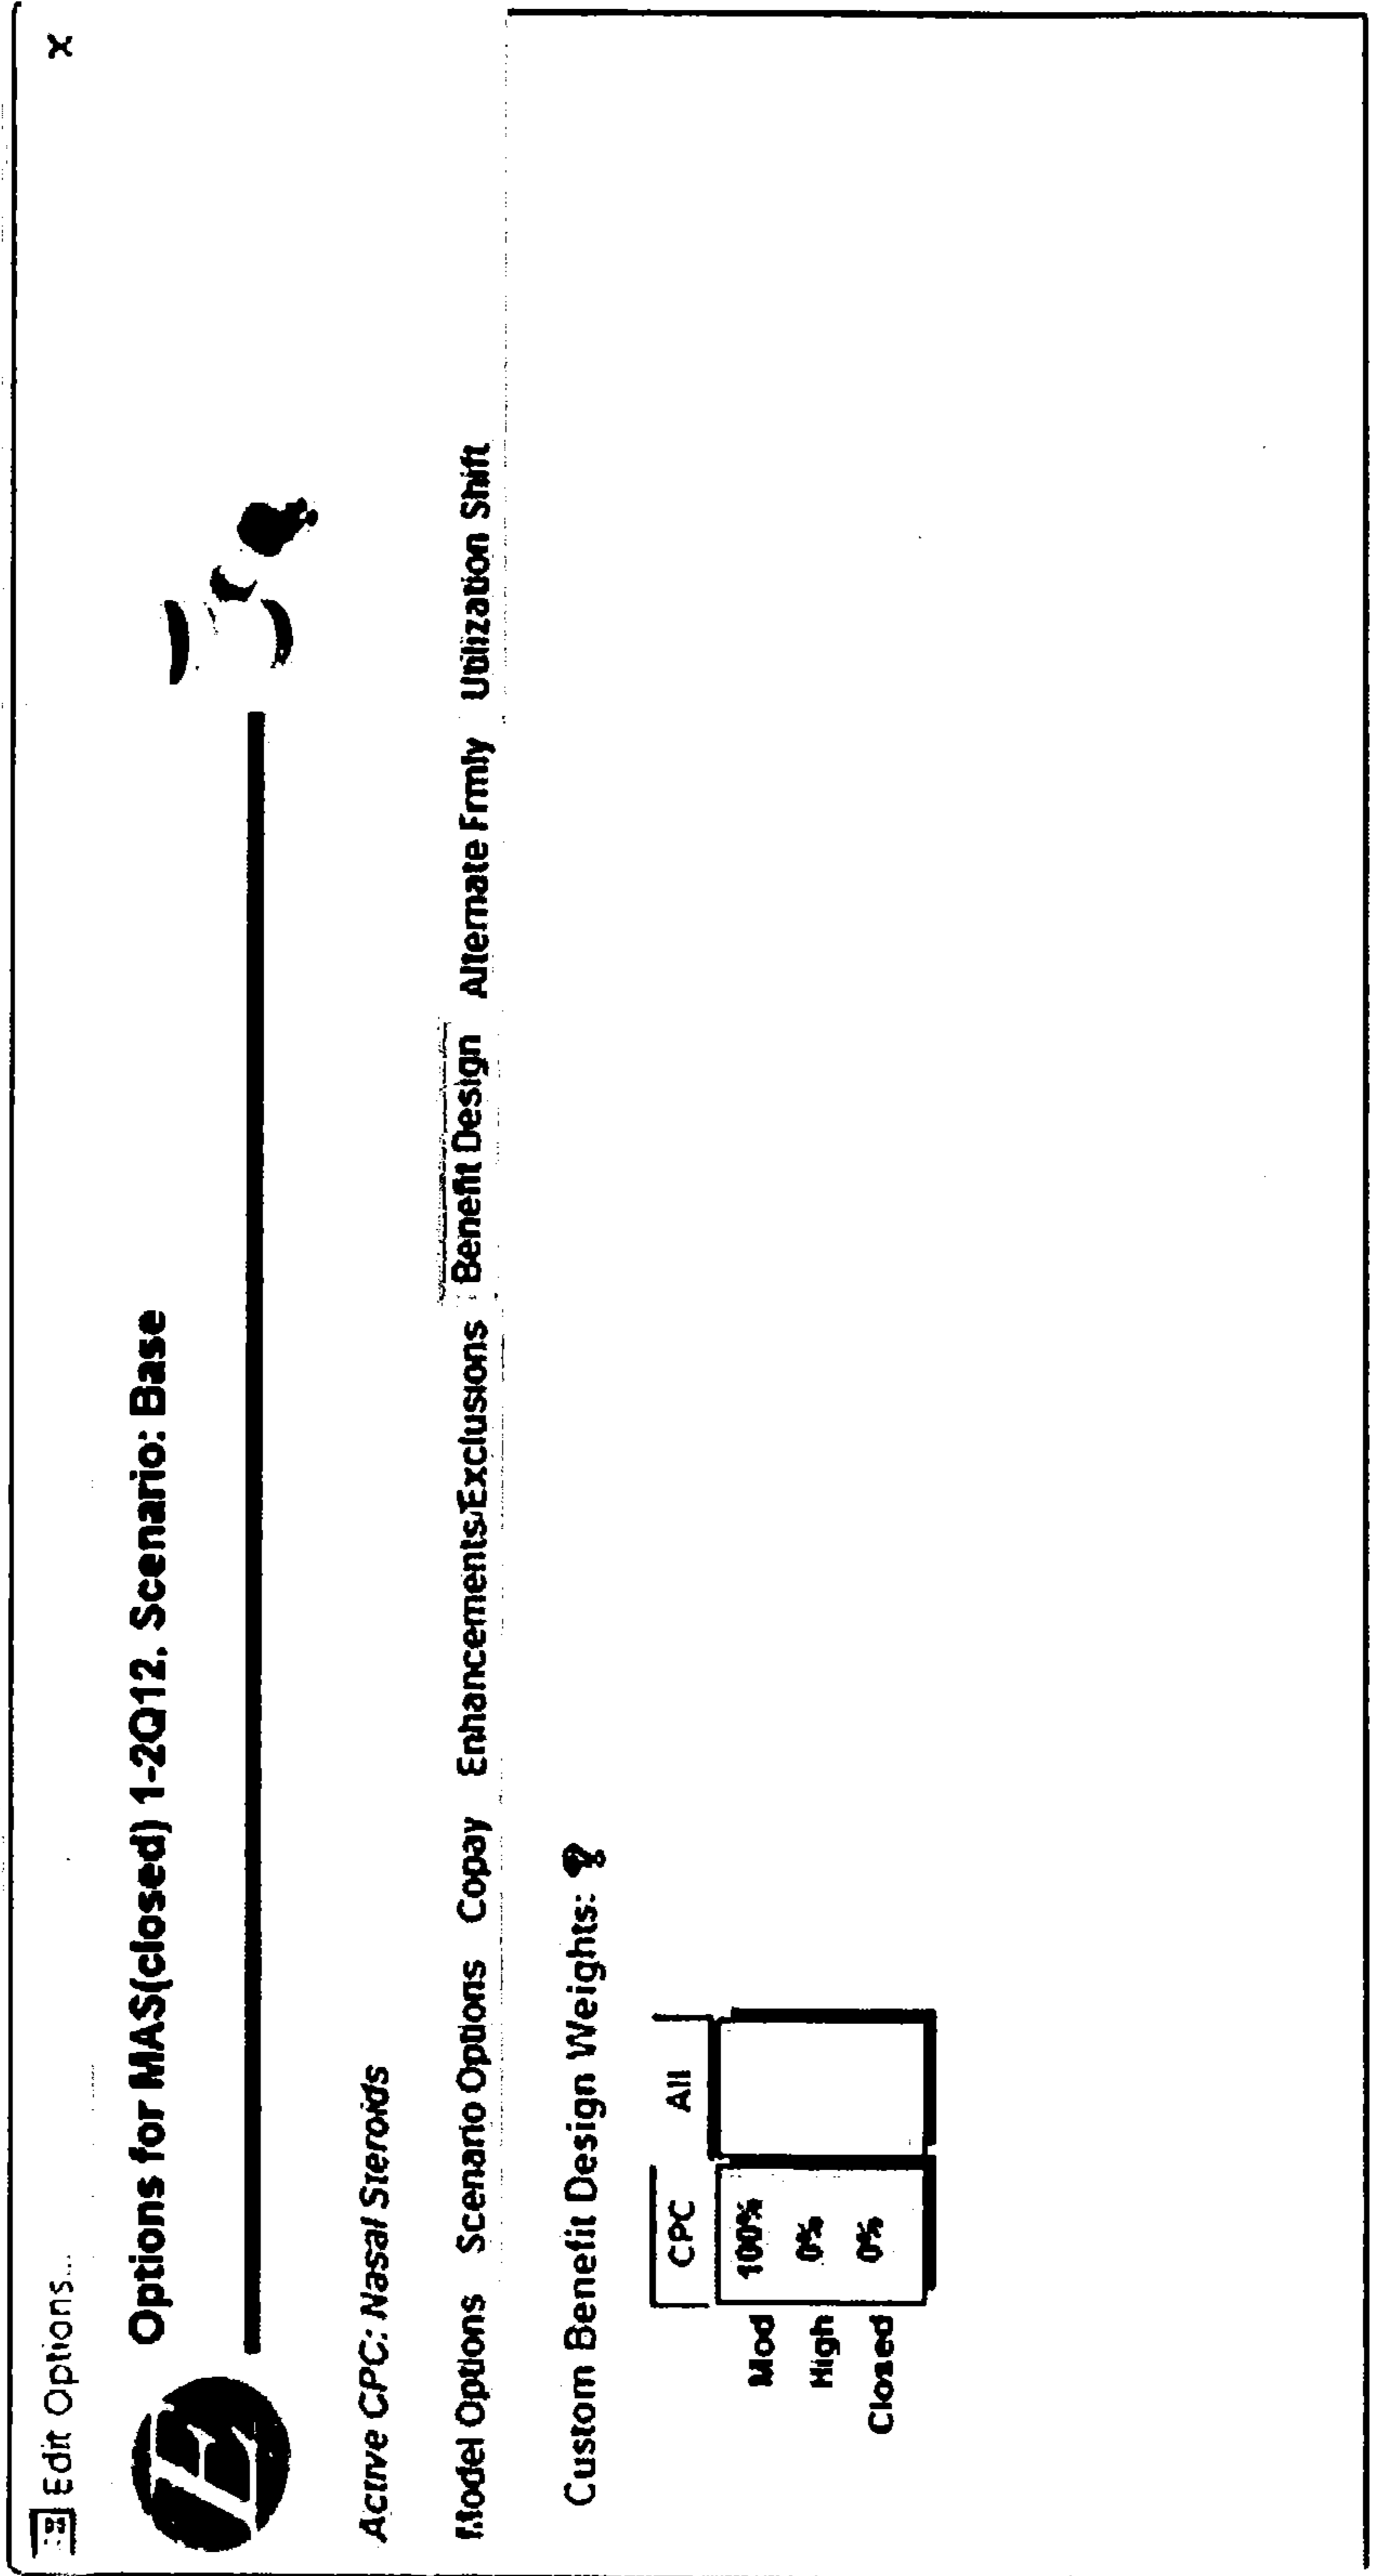 Edit Options...
X
Options for MAS(closed) 1-2Q12. Scenario: Base
E
Active CPC: Nasal Steroids
Model Options Scenario Options Copay Enhancements/Exclusions Benefit Design Alternate Frmly Utilization Shift
Custom Benefit Design Weights: ?
CPC All
Mod 100%
High 0%
Closed 0%